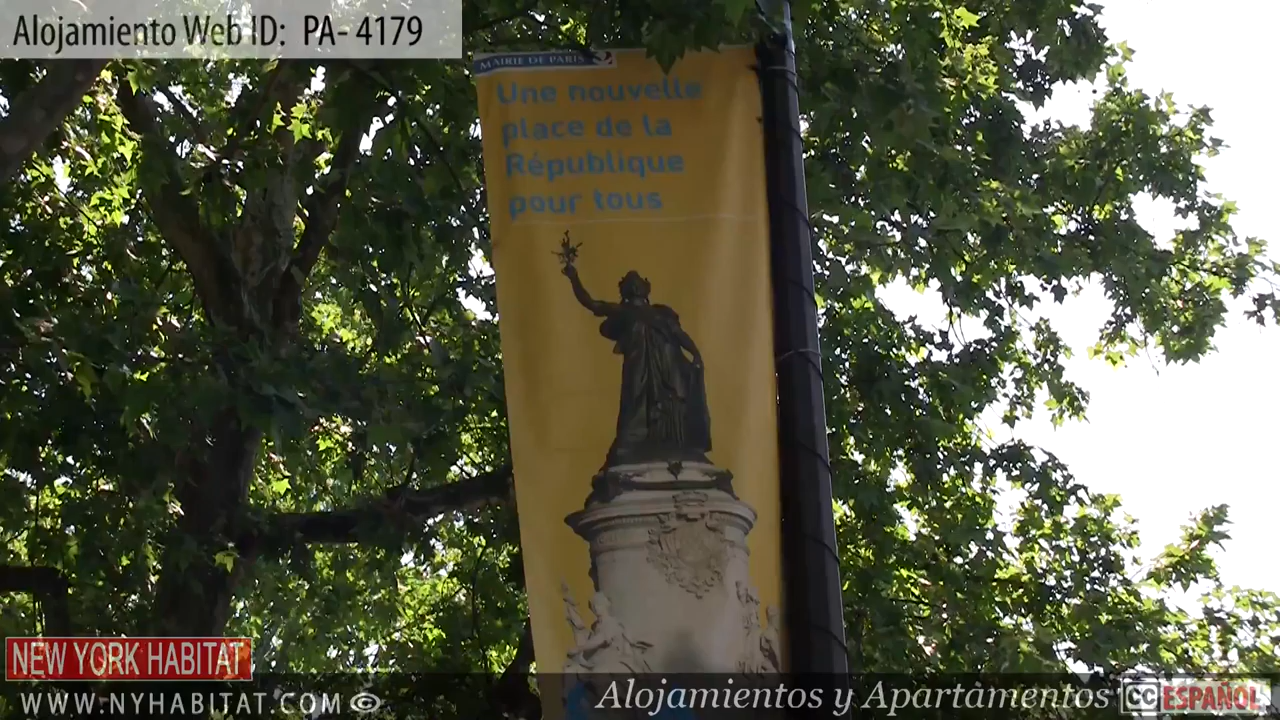 Alojamiento Web ID: PA- 4179
MAIRIE DE PARIS
Une nouvelle
place de la
République
pour tous
NEW YORK HABITAT
WWW.NYHABITAT.COM ©
Alojamientos y Apartamentos CC ESPAÑOL